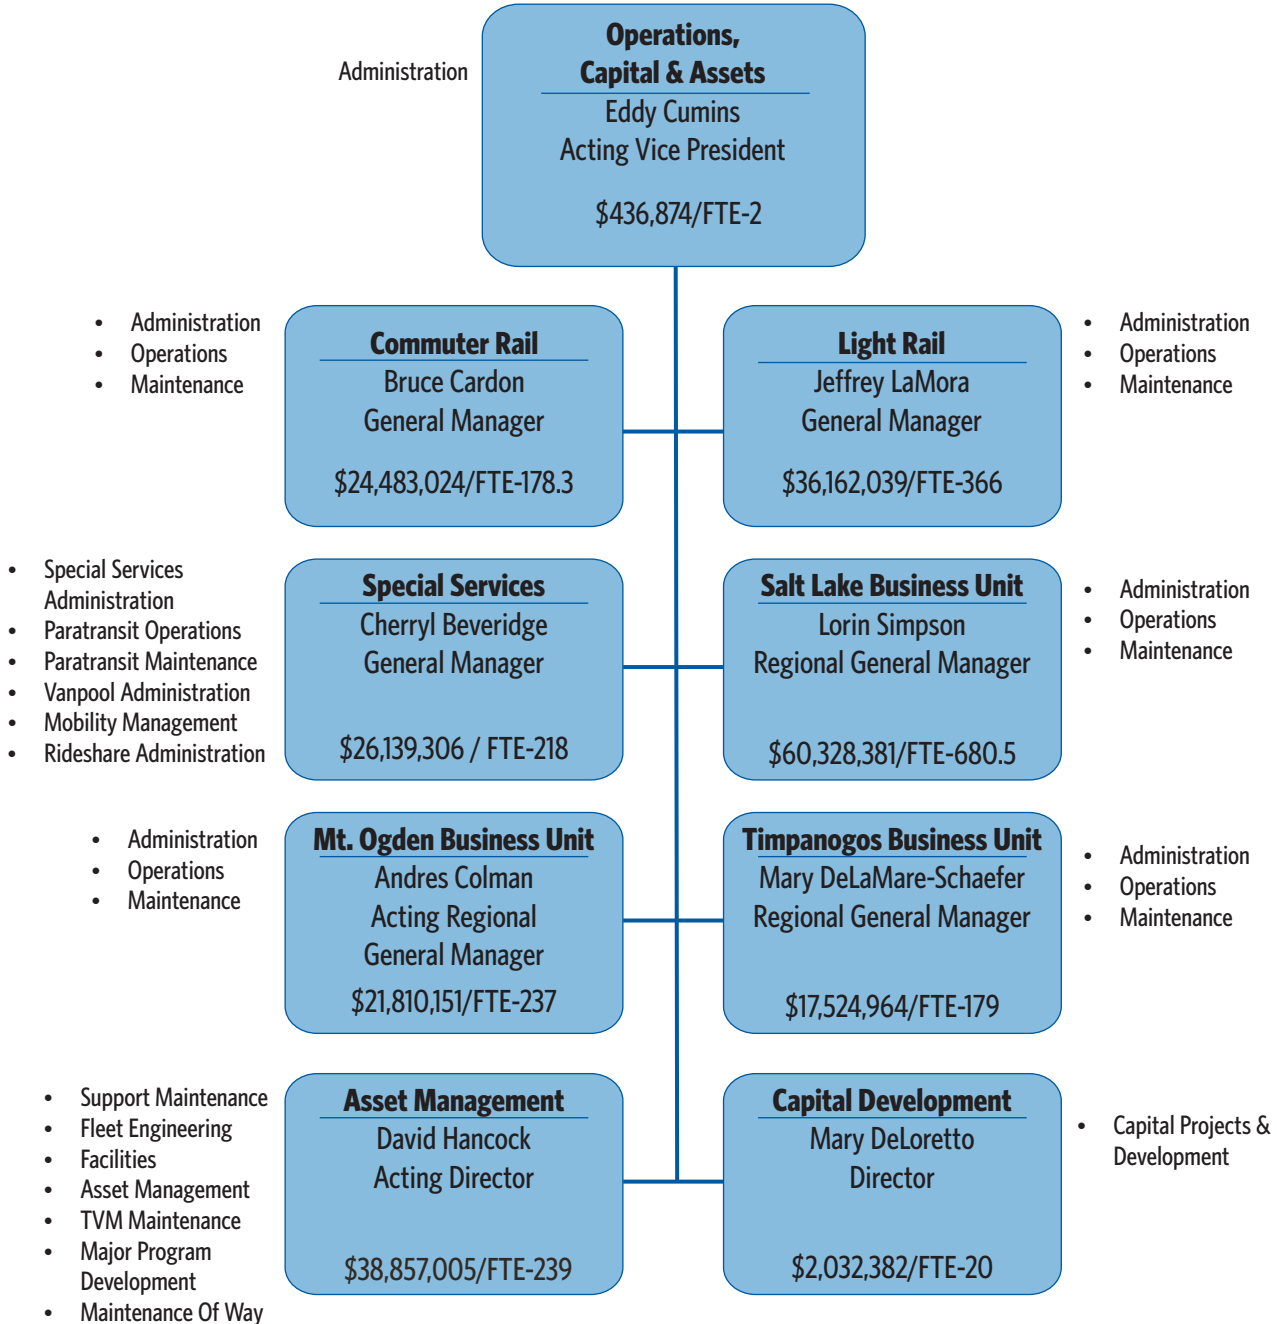 Administration
Operations,
Capital & Assets
Eddy Cumins
Acting Vice President
$436,874/FTE-2
• Administration
• Operations
• Maintenance
Commuter Rail
Bruce Cardon
General Manager
$24,483,024/FTE-178.3
Light Rail
Jeffrey LaMora
General Manager
$36,162,039/FTE-366
• Administration
• Operations
• Maintenance
• Special Services
Administration
• Paratransit Operations
• Paratransit Maintenance
• Vanpool Administration
• Mobility Management
• Rideshare Administration
Special Services
Cherryl Beveridge
General Manager
$26,139,306 / FTE-218
Salt Lake Business Unit
Lorin Simpson
Regional General Manager
$60,328,381/FTE-680.5
• Administration
• Operations
• Maintenance
• Administration
• Operations
• Maintenance
Mt. Ogden Business Unit
Andres Colman
Acting Regional
General Manager
$21,810,151/FTE-237
Timpanogos Business Unit
Mary DeLaMare-Schaefer
Regional General Manager
$17,524,964/FTE-179
• Administration
• Operations
• Maintenance
• Support Maintenance
• Fleet Engineering
• Facilities
• Asset Management
• TVM Maintenance
• Major Program
Development
• Maintenance Of Way
Asset Management
David Hancock
Acting Director
$38,857,005/FTE-239
Capital Development
Mary DeLoretto
Director
$2,032,382/FTE-20
• Capital Projects &
Development